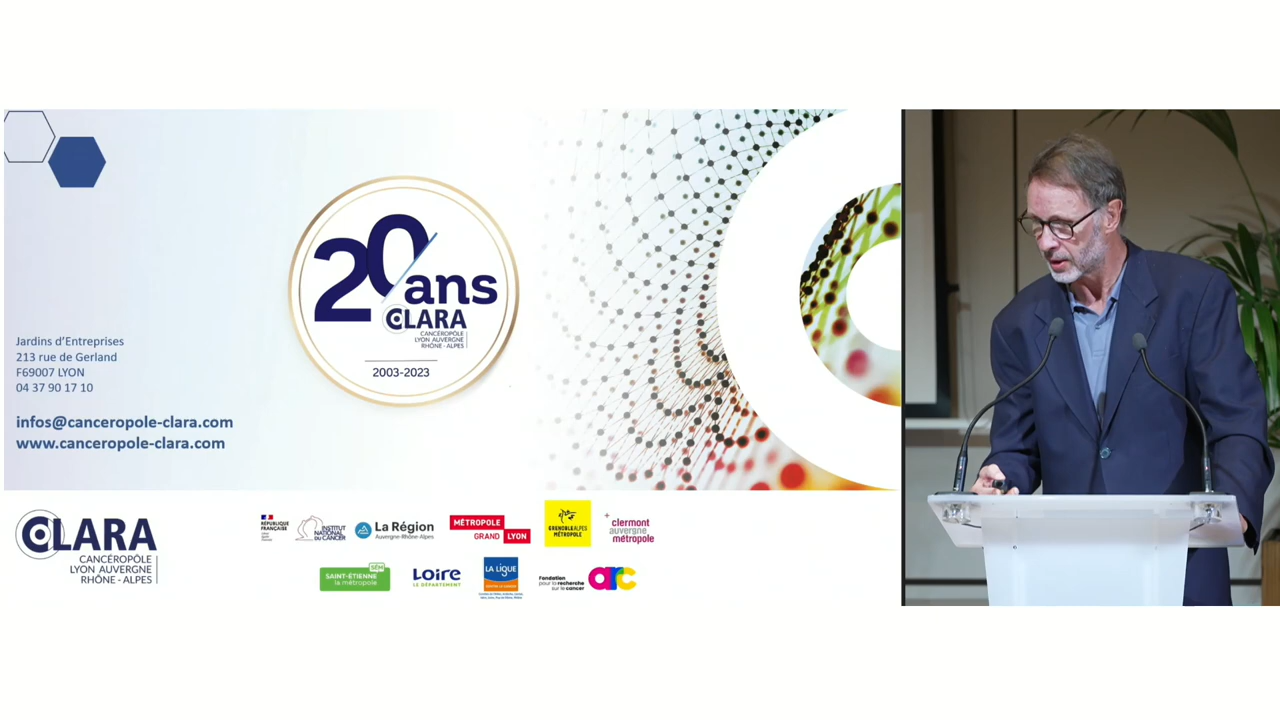 20 ans
CLARA
CANCÉROPÔLE
LYON AUVERGNE
RHÔNE - ALPES
2003-2023
Jardins d'Entreprises
213 rue de Gerland
F69007 LYON
04 37 90 17 10
infos@canceropole-clara.com
www.canceropole-clara.com
CLARA
CANCÉROPÔLE
LYON AUVERGNE
RHÔNE - ALPES
RÉPUBLIQUE
FRANÇAISE
INSTITUT
NATIONAL
DU CANCER
La Région
Auvergne-Rhône-Alpes
MÉTROPOLE
GRAND LYON
GRENOBLEALPES
MÉTROPOLE
clermont
auvergne
métropole
SAINT-ÉTIENNE
la métropole
Loire
LE DÉPARTEMENT
LA LIGUE
Fondation
pour la recherche
sur le cancer
arc